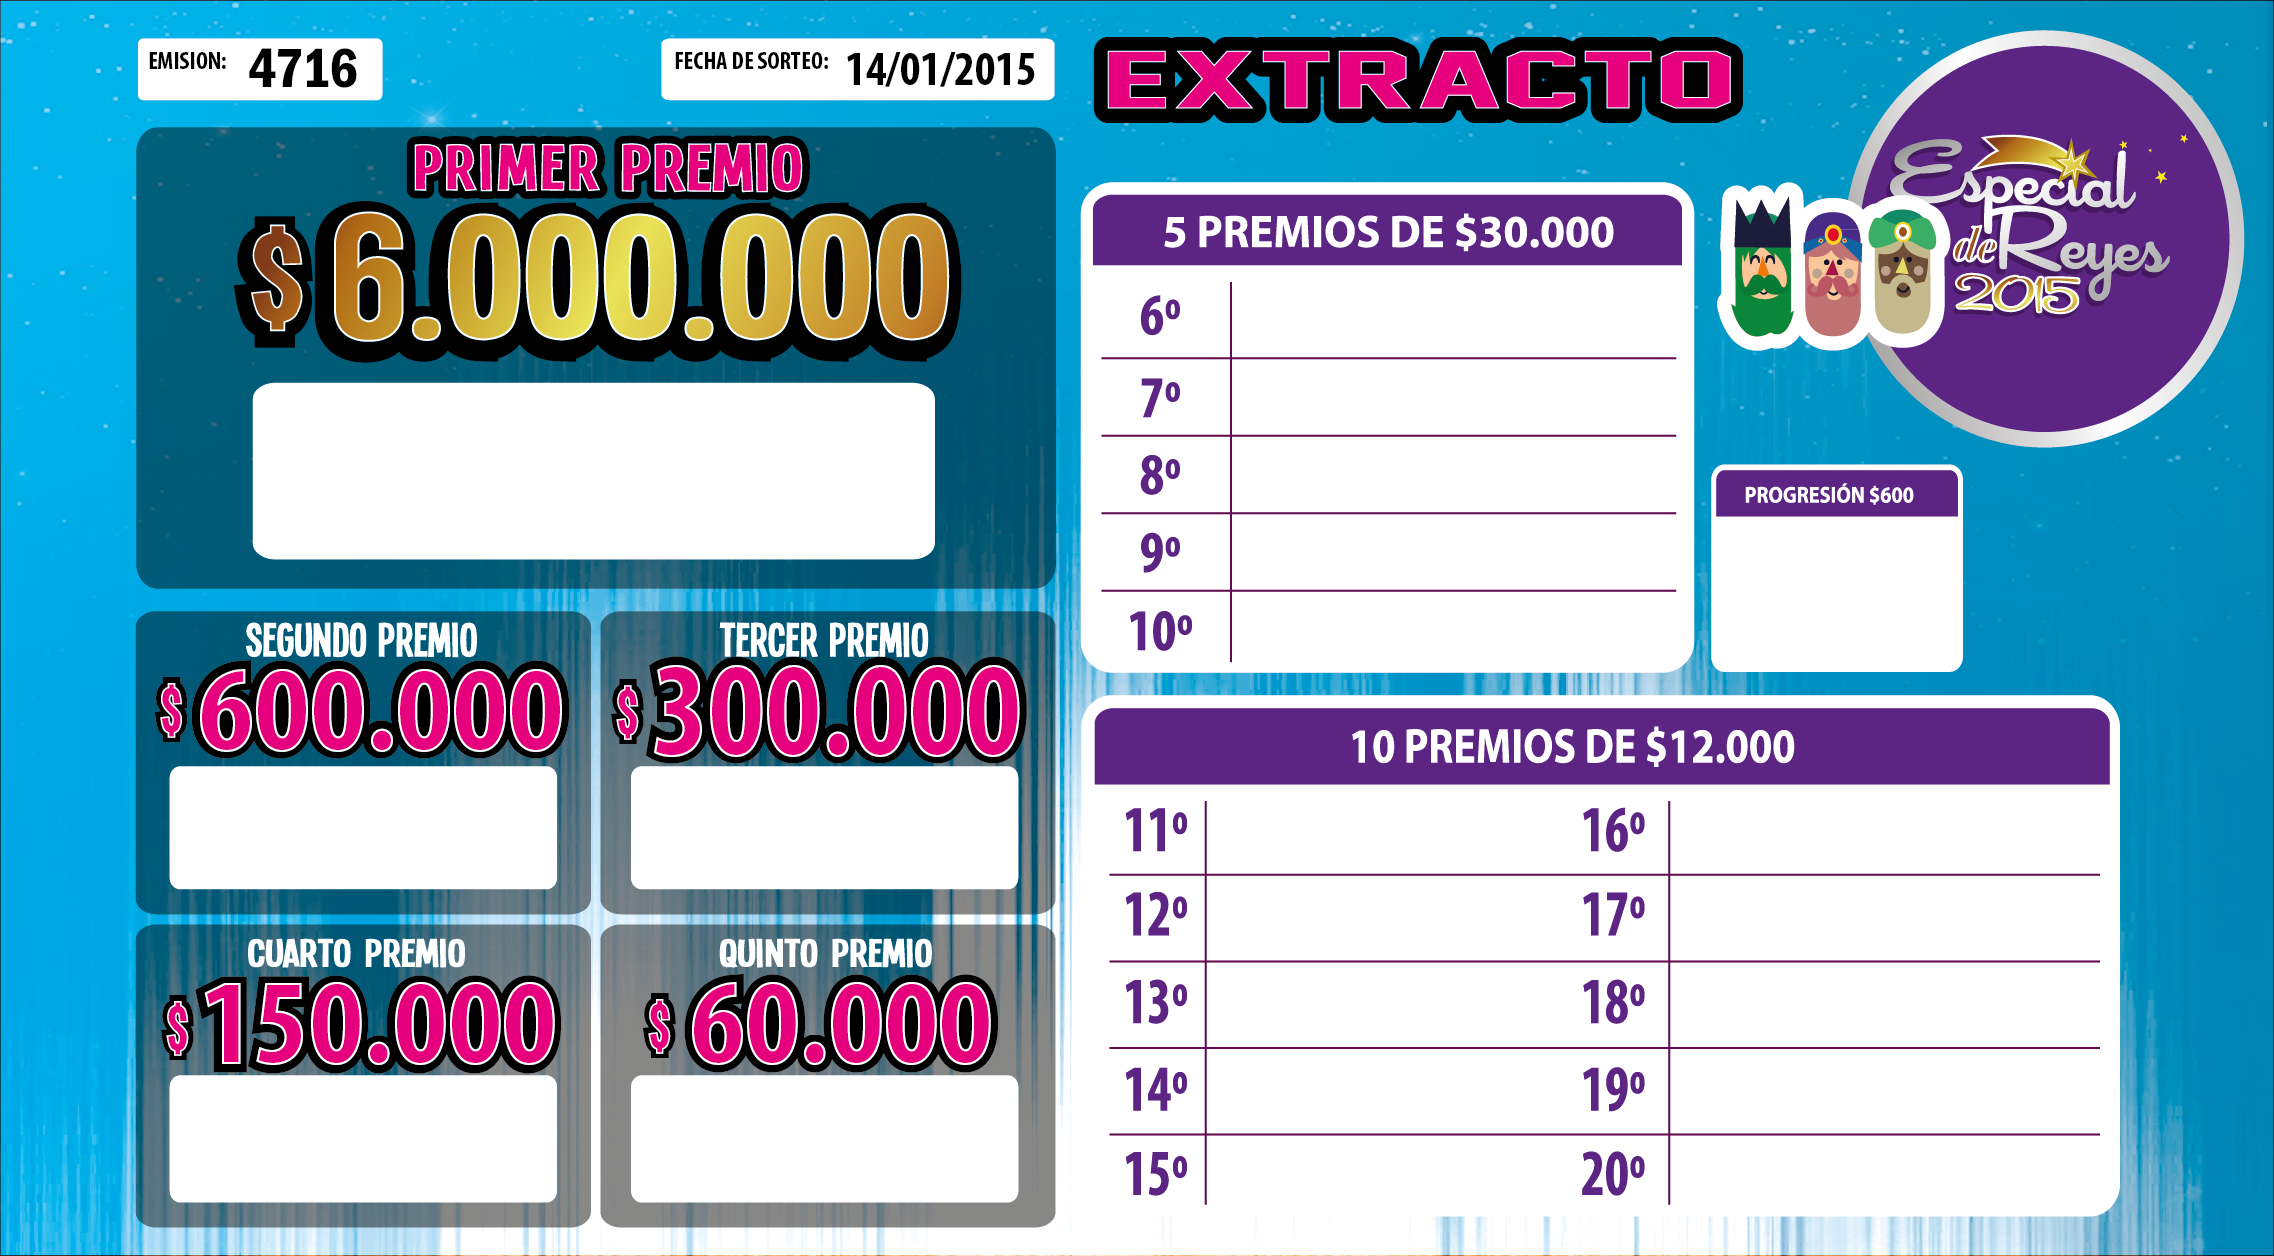 EMISION: 4716
FECHA DE SORTEO: 14/01/2015
EXTRACTO
PRIMER PREMIO
$ 6.000.000
SEGUNDO PREMIO
$ 600.000
TERCER PREMIO
$ 300.000
CUARTO PREMIO
$ 150.000
QUINTO PREMIO
$ 60.000
5 PREMIOS DE $30.000
6º
7º
8º
9º
10º
Especial
de Reyes
2015
PROGRESIÓN $600
10 PREMIOS DE $12.000
11º 16º
12º 17º
13º 18º
14º 19º
15º 20º